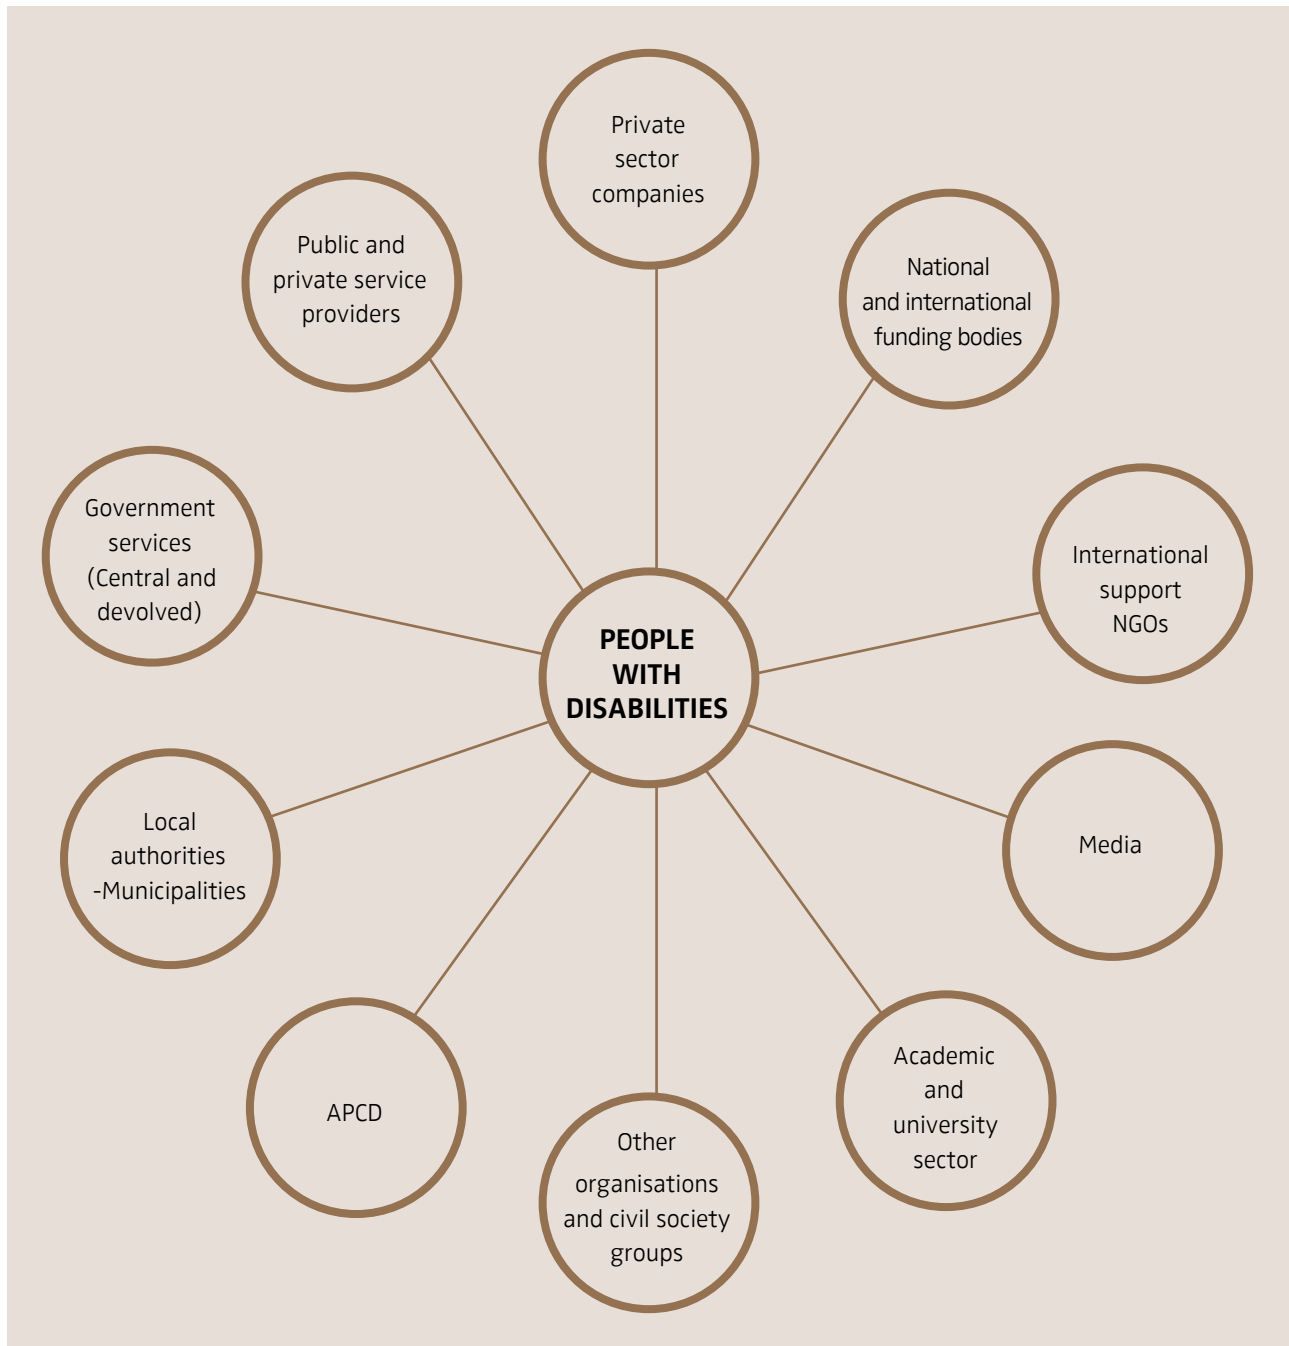 Private
sector
companies
National
and international
funding bodies
International
support
NGOs
Media
Academic
and
university
sector
Other
organisations
and civil society
groups
APCD
Local
authorities
-Municipalities
Government
services
(Central and
devolved)
Public and
private service
providers
PEOPLE
WITH
DISABILITIES